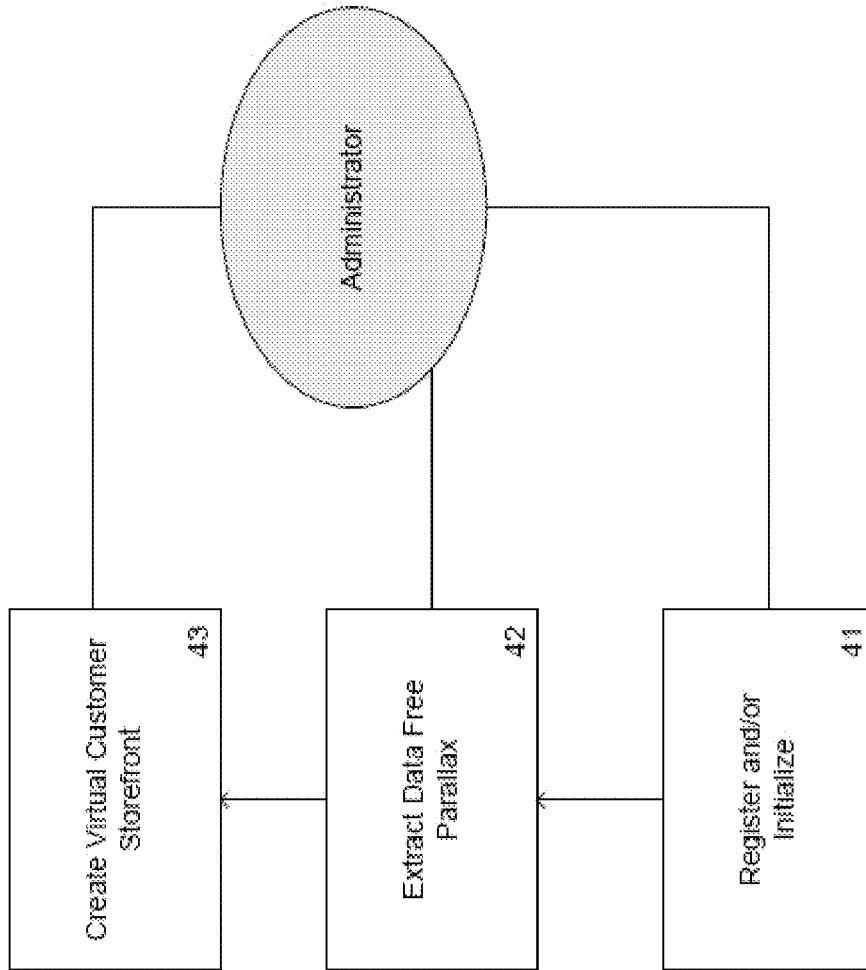 Administrator
Register and/or
Initialize
41
Extract Data Free
Parallax
42
Create Virtual Customer
Storefront
43